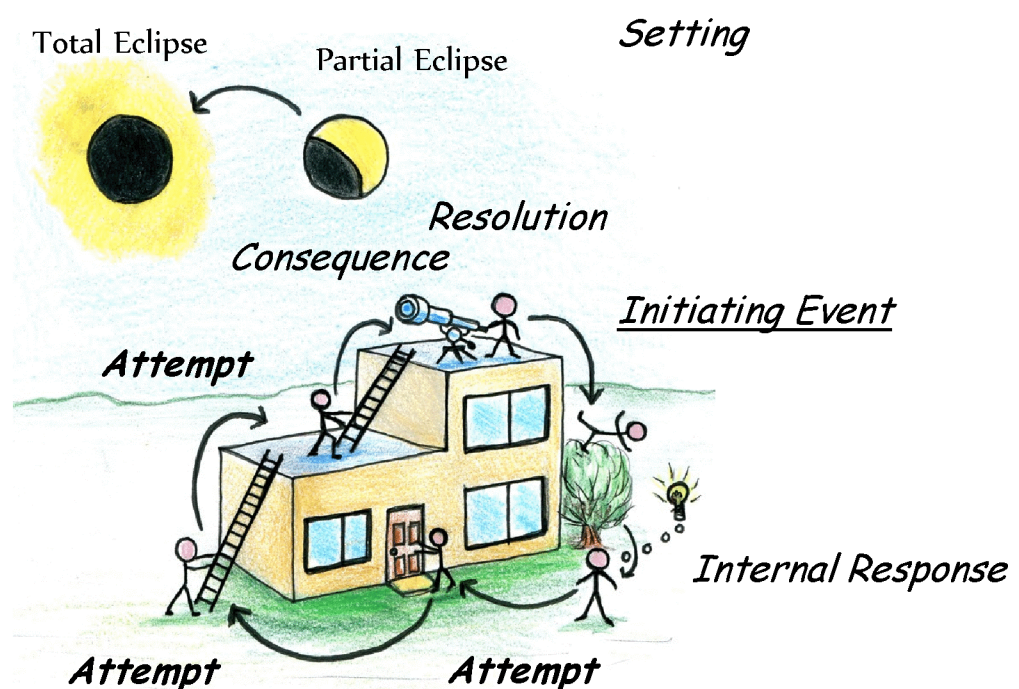 Setting
Total Eclipse
Partial Eclipse
Resolution
Consequence
Initiating Event
Attempt
Internal Response
Attempt
Attempt